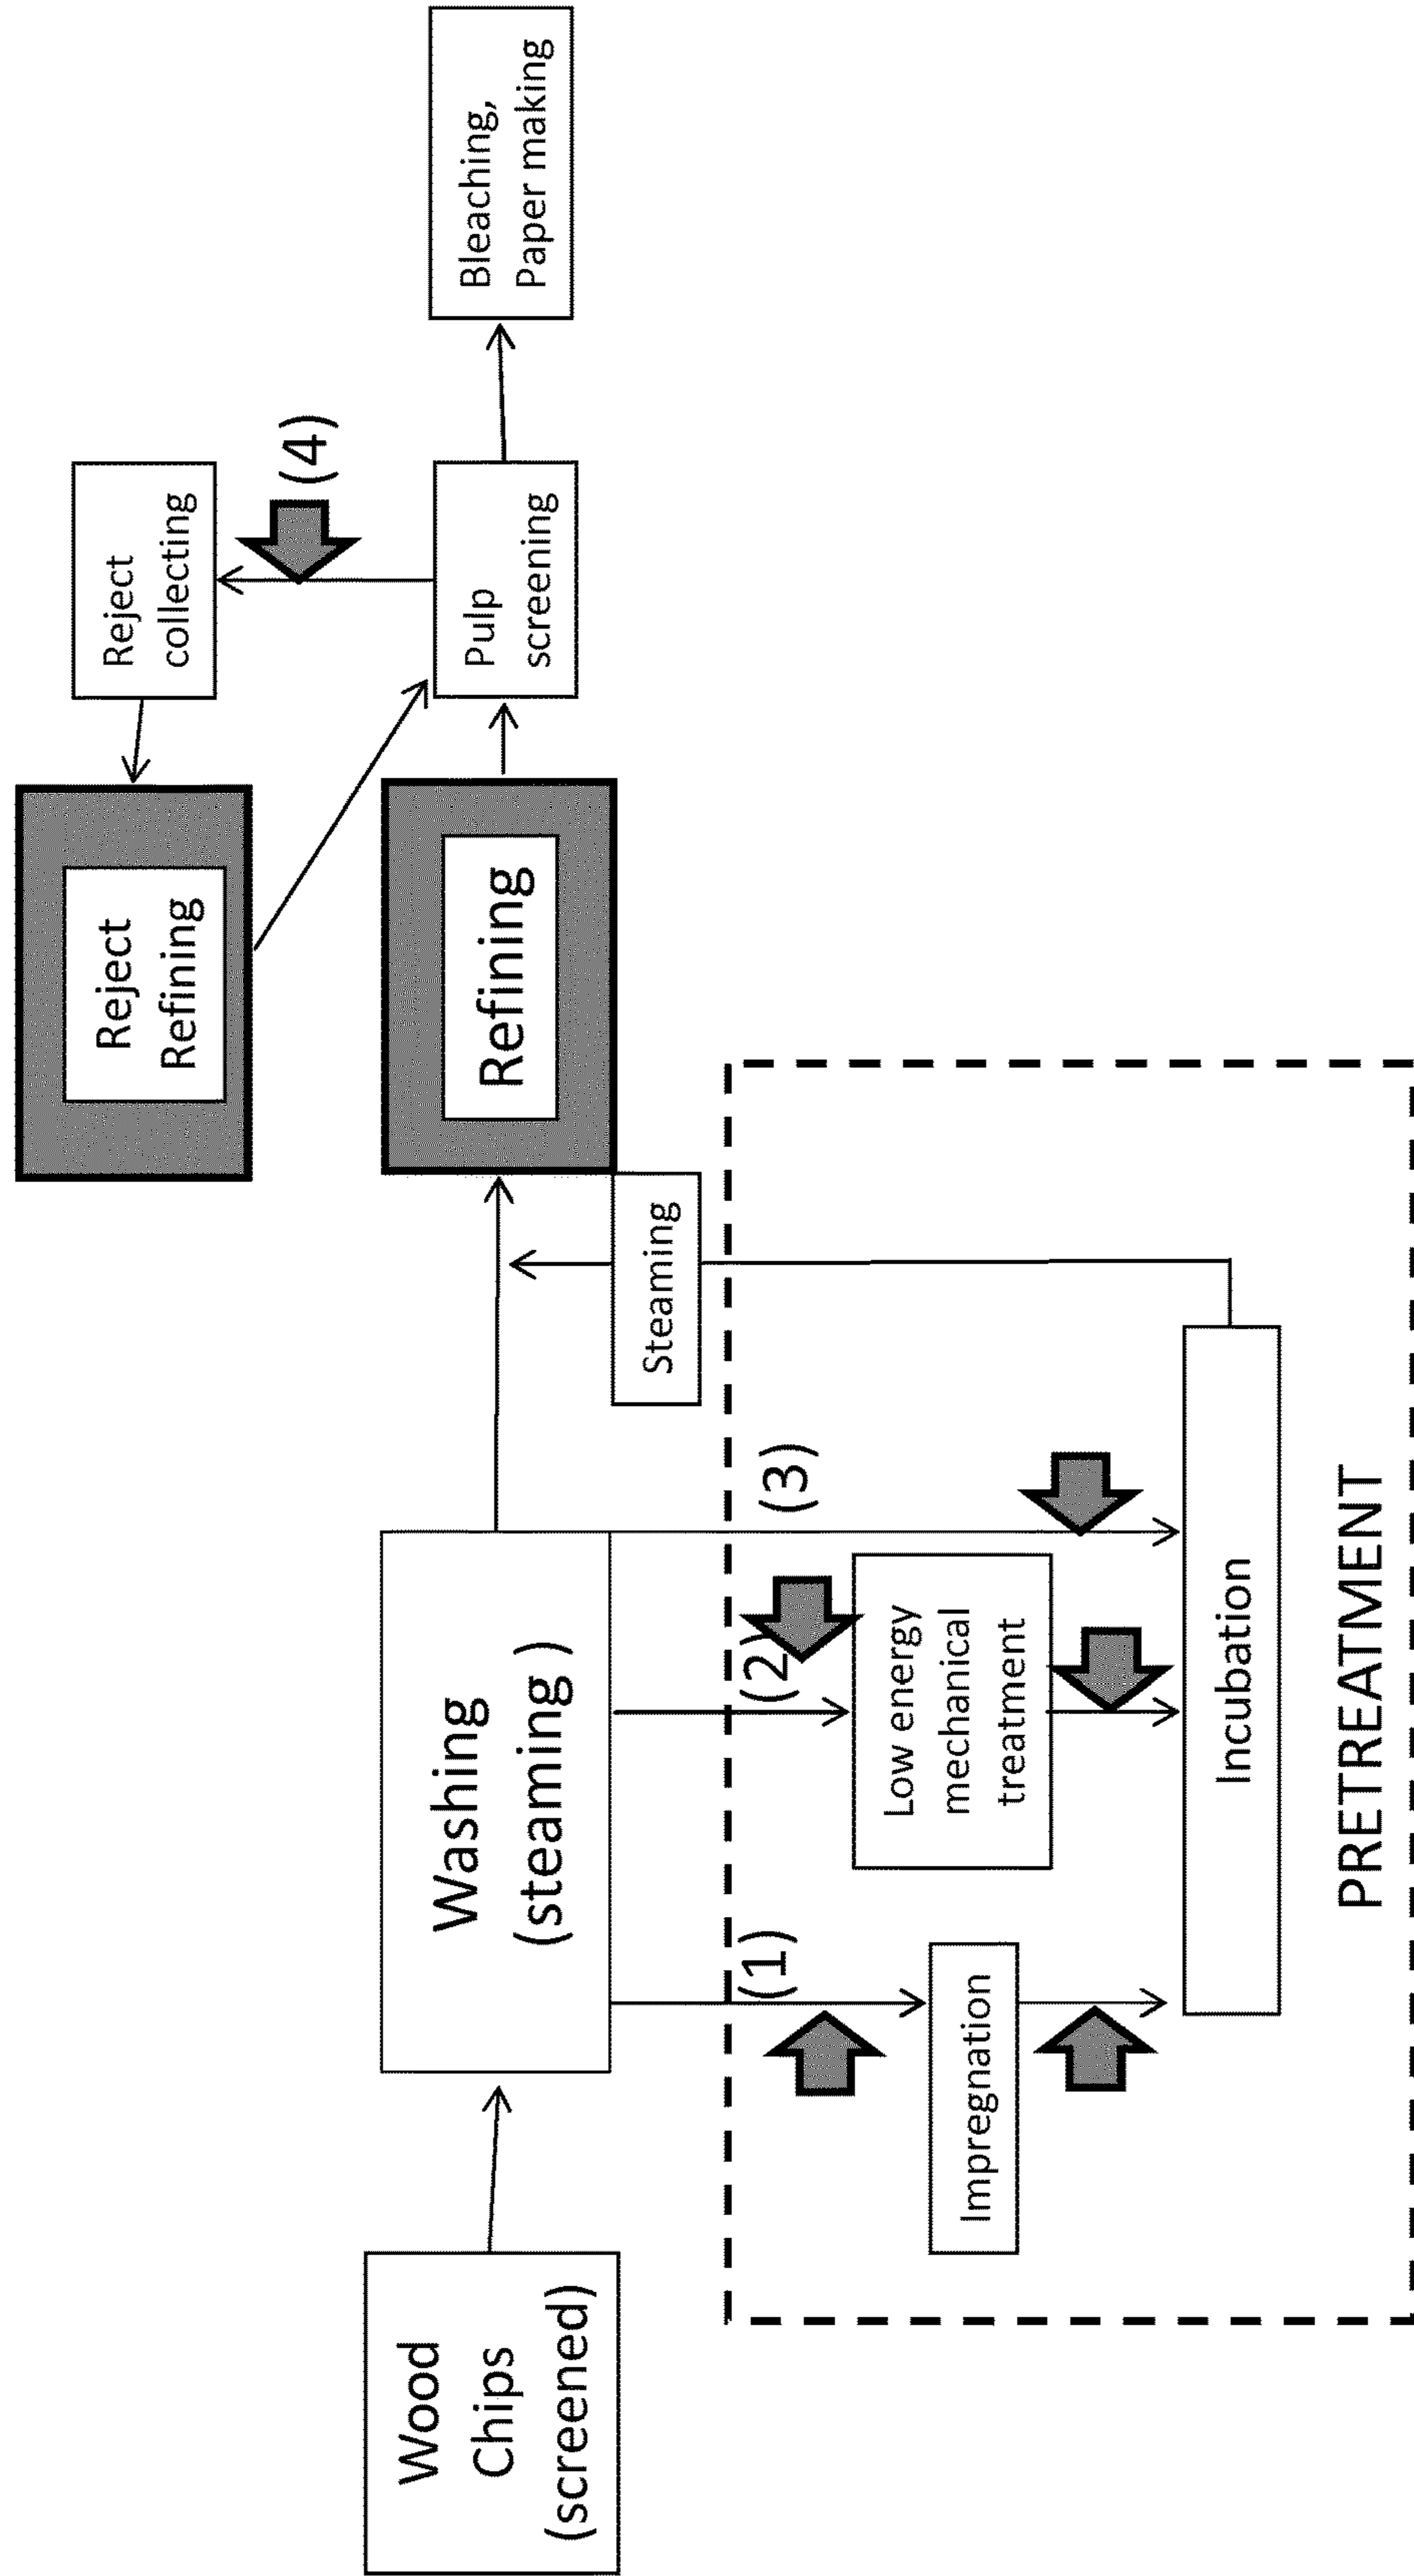 Wood
Chips
(screened)
Washing
(steaming )
Refining
Reject
Refining
Reject
collecting
(4)
Pulp
screening
Bleaching,
Paper making
Steaming
(1)
(2)
(3)
Impregnation
Low energy
mechanical
treatment
Incubation
PRETREATMENT